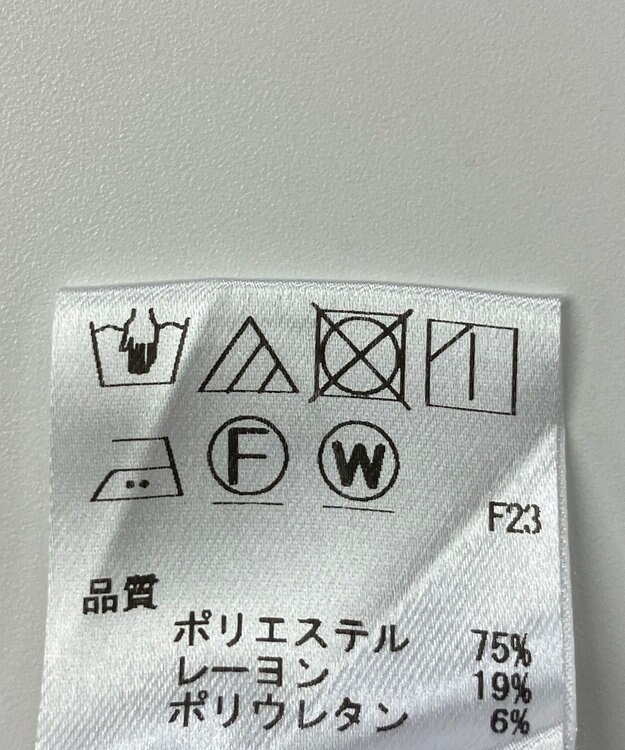 F W
F23
品質
ポリエステル 75%
レーヨン 19%
ポリウレタン 6%